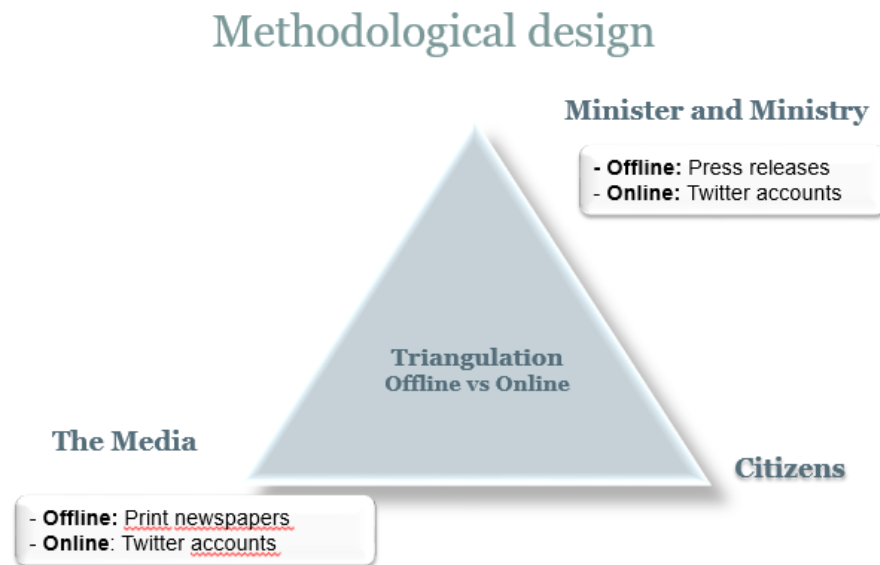 Methodological design
Minister and Ministry
- Offline: Press releases
- Online: Twitter accounts
Triangulation
Offline vs Online
The Media
Citizens
- Offline: Print newspapers
- Online: Twitter accounts